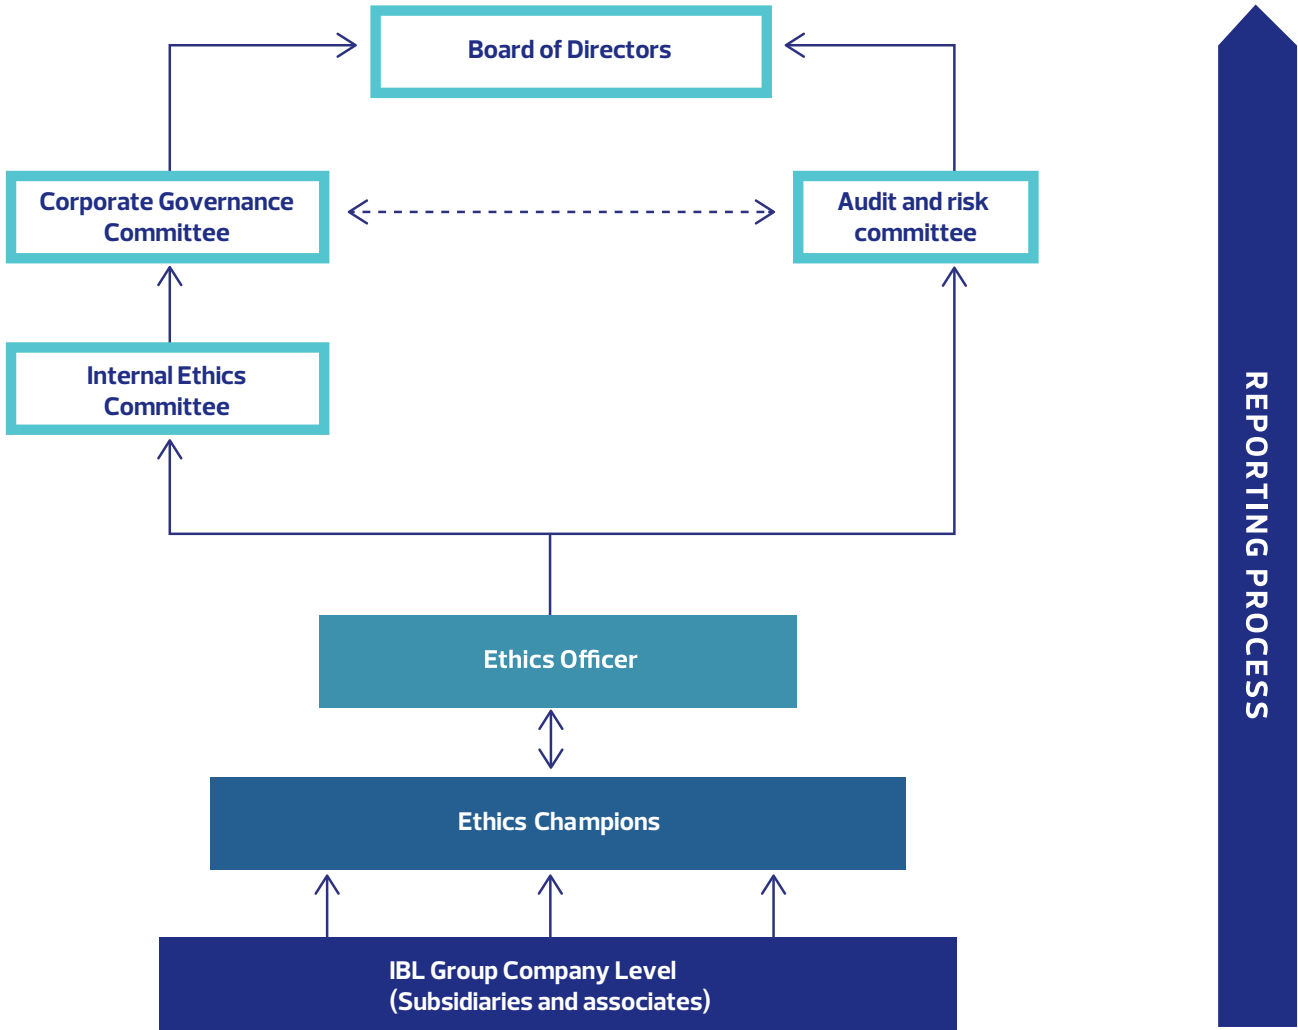 Board of Directors
Corporate Governance
Committee
Audit and risk
committee
Internal Ethics
Committee
Ethics Officer
Ethics Champions
IBL Group Company Level
(Subsidiaries and associates)
REPORTING PROCESS